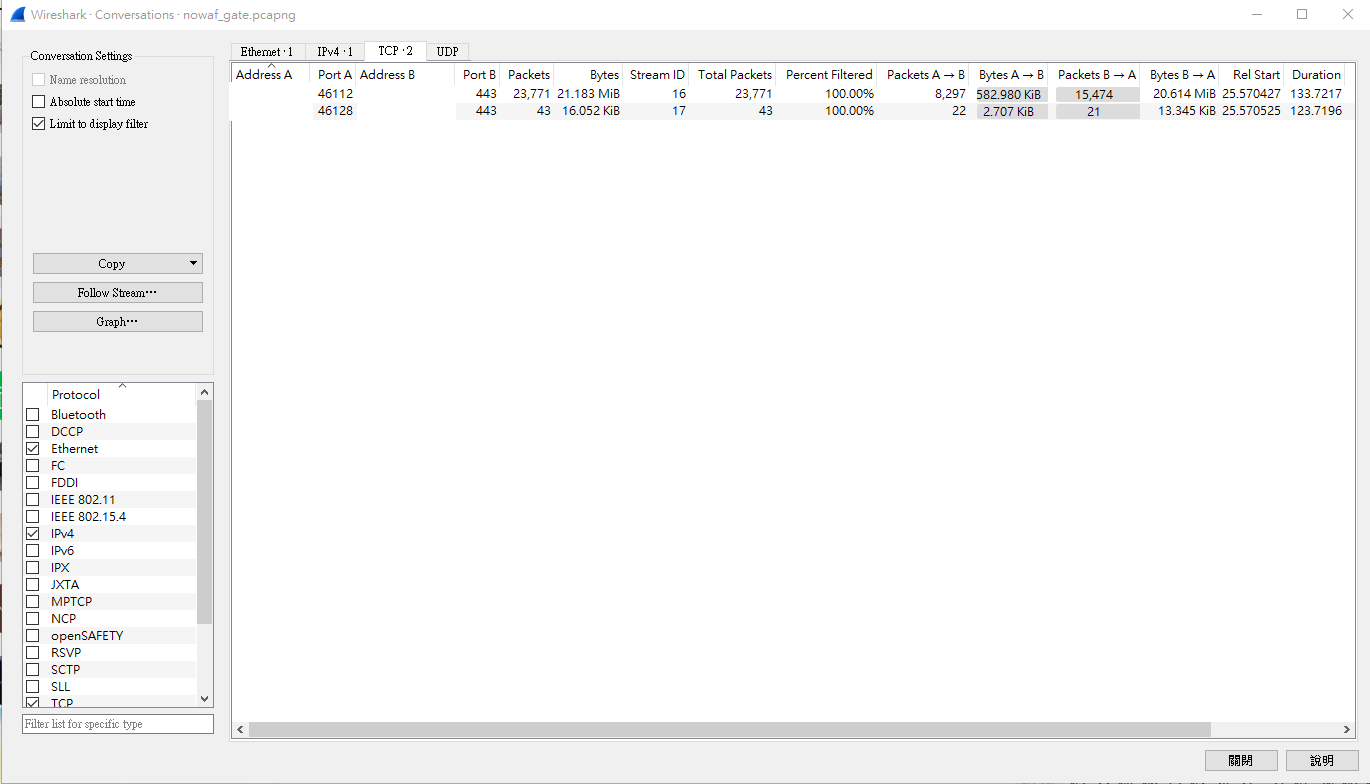 Wireshark · Conversations · nowaf_gate.pcapng
Conversation Settings
Name resolution
Absolute start time
Limit to display filter
Copy
Follow Stream…
Graph…
Protocol
Bluetooth
DCCP
Ethernet
FC
FDDI
IEEE 802.11
IEEE 802.15.4
IPv4
IPv6
IPX
JXTA
MPTCP
NCP
openSAFETY
RSVP
SCTP
SLL
TCP
Filter list for specific type
Ethernet · 1 IPv4 · 1 TCP · 2 UDP
Address A Port A Address B Port B Packets Bytes Stream ID Total Packets Percent Filtered Packets A → B Bytes A → B Packets B → A Bytes B → A Rel Start Duration
46112 443 23,771 21.183 MiB 16 23,771 100.00% 8,297 582.980 KiB 15,474 20.614 MiB 25.570427 133.7217
46128 443 43 16.052 KiB 17 43 100.00% 22 2.707 KiB 21 13.345 KiB 25.570525 123.7196
關閉 說明